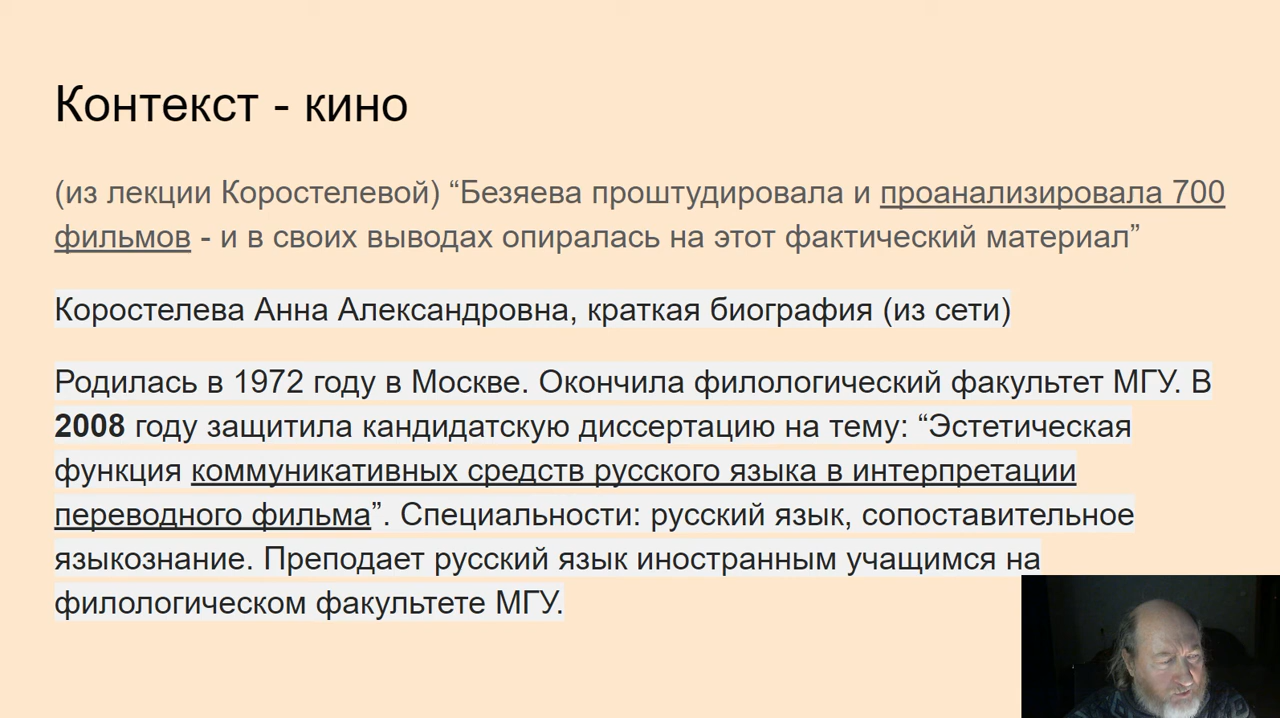 Контекст - кино
(из лекции Коростелевой) “Безяева проштудировала и проанализировала 700
фильмов - и в своих выводах опиралась на этот фактический материал”
Коростелева Анна Александровна, краткая биография (из сети)
Родилась в 1972 году в Москве. Окончила филологический факультет МГУ. В
2008 году защитила кандидатскую диссертацию на тему: “Эстетическая
функция коммуникативных средств русского языка в интерпретации
переводного фильма”. Специальности: русский язык, сопоставительное
языкознание. Преподает русский язык иностранным учащимся на
филологическом факультете МГУ.